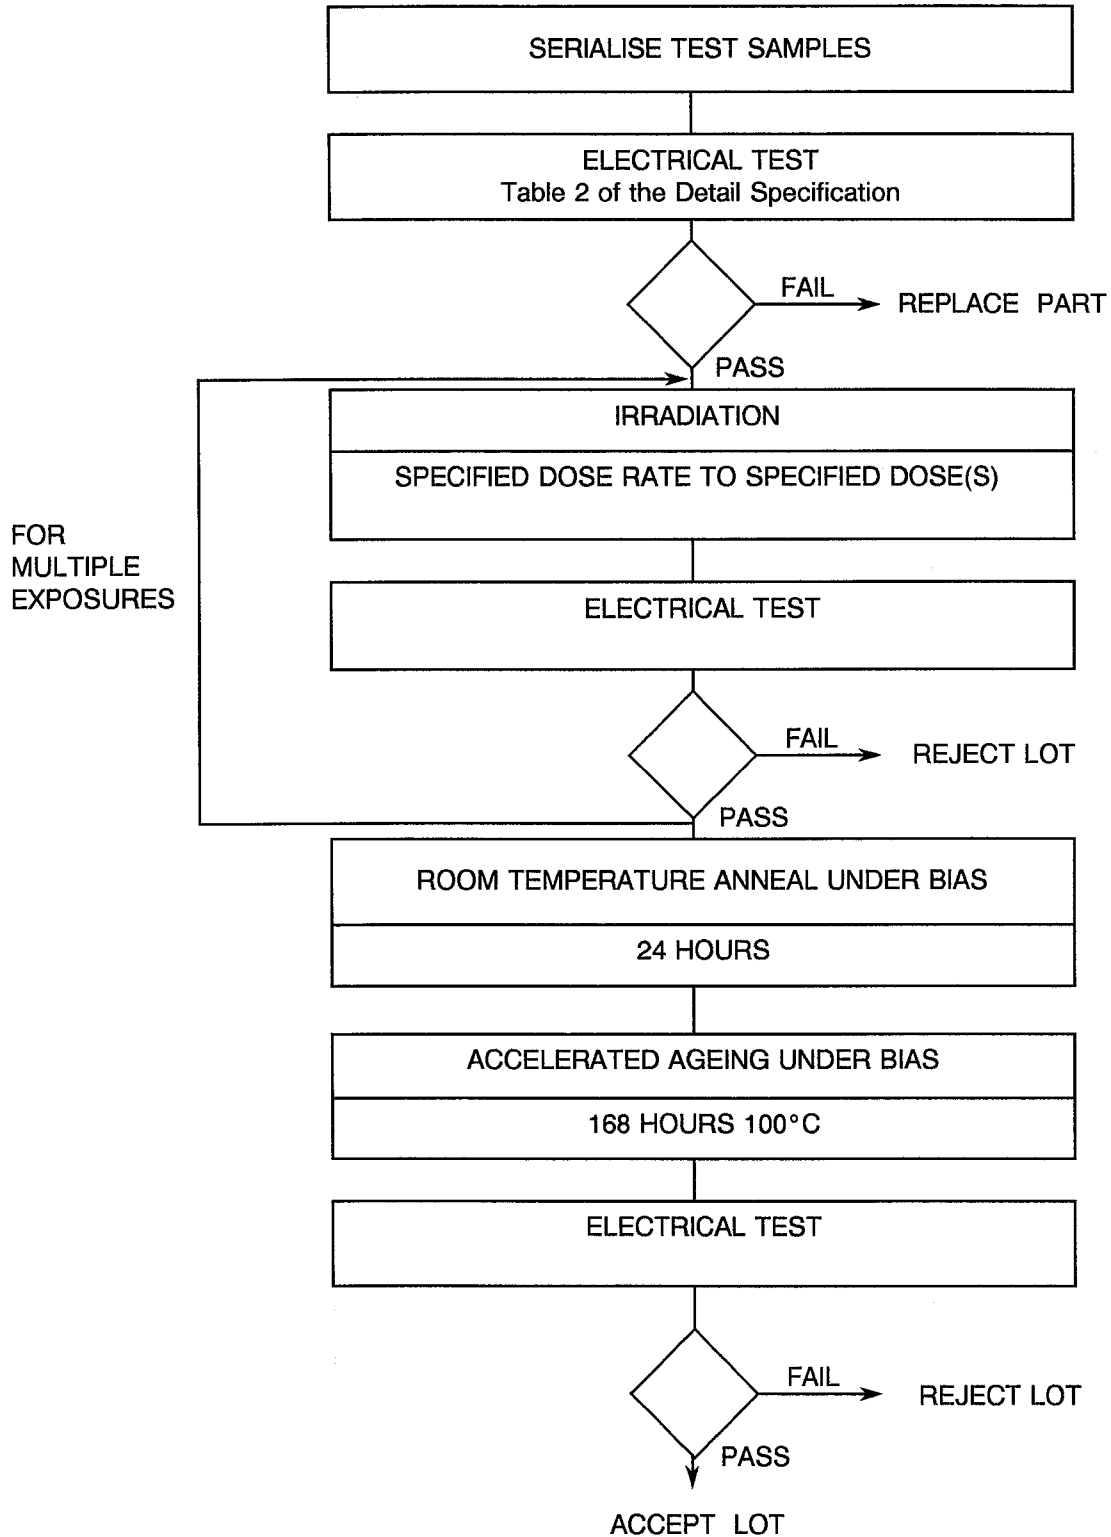 SERIALISE TEST SAMPLES
ELECTRICAL TEST
Table 2 of the Detail Specification
FAIL
REPLACE PART
PASS
IRRADIATION
SPECIFIED DOSE RATE TO SPECIFIED DOSE(S)
FOR
MULTIPLE
EXPOSURES
ELECTRICAL TEST
FAIL
REJECT LOT
PASS
ROOM TEMPERATURE ANNEAL UNDER BIAS
24 HOURS
ACCELERATED AGEING UNDER BIAS
168 HOURS 100°C
ELECTRICAL TEST
FAIL
REJECT LOT
PASS
ACCEPT LOT